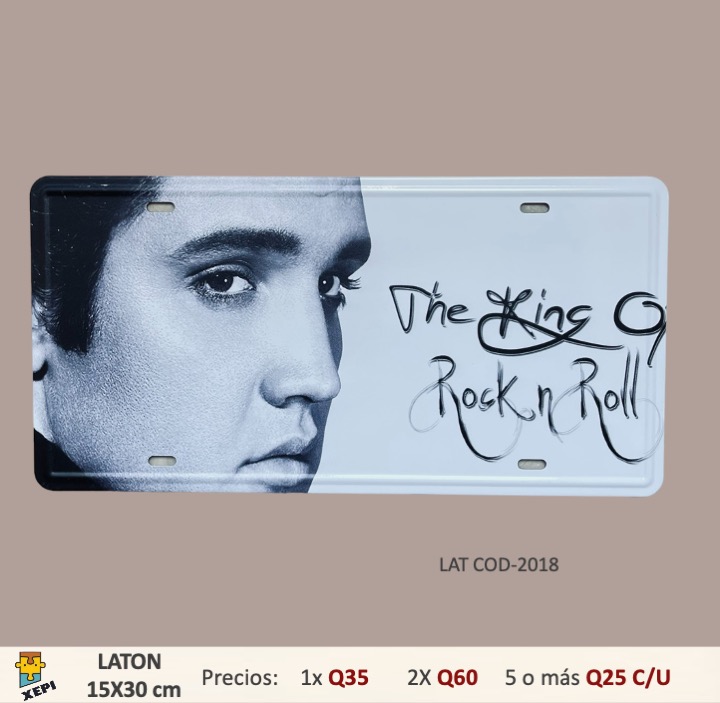 The King O
Rock n Roll
LAT COD-2018
XEPI
LATON
15X30 cm
Precios: 1x Q35 2X Q60 5 o más Q25 C/U